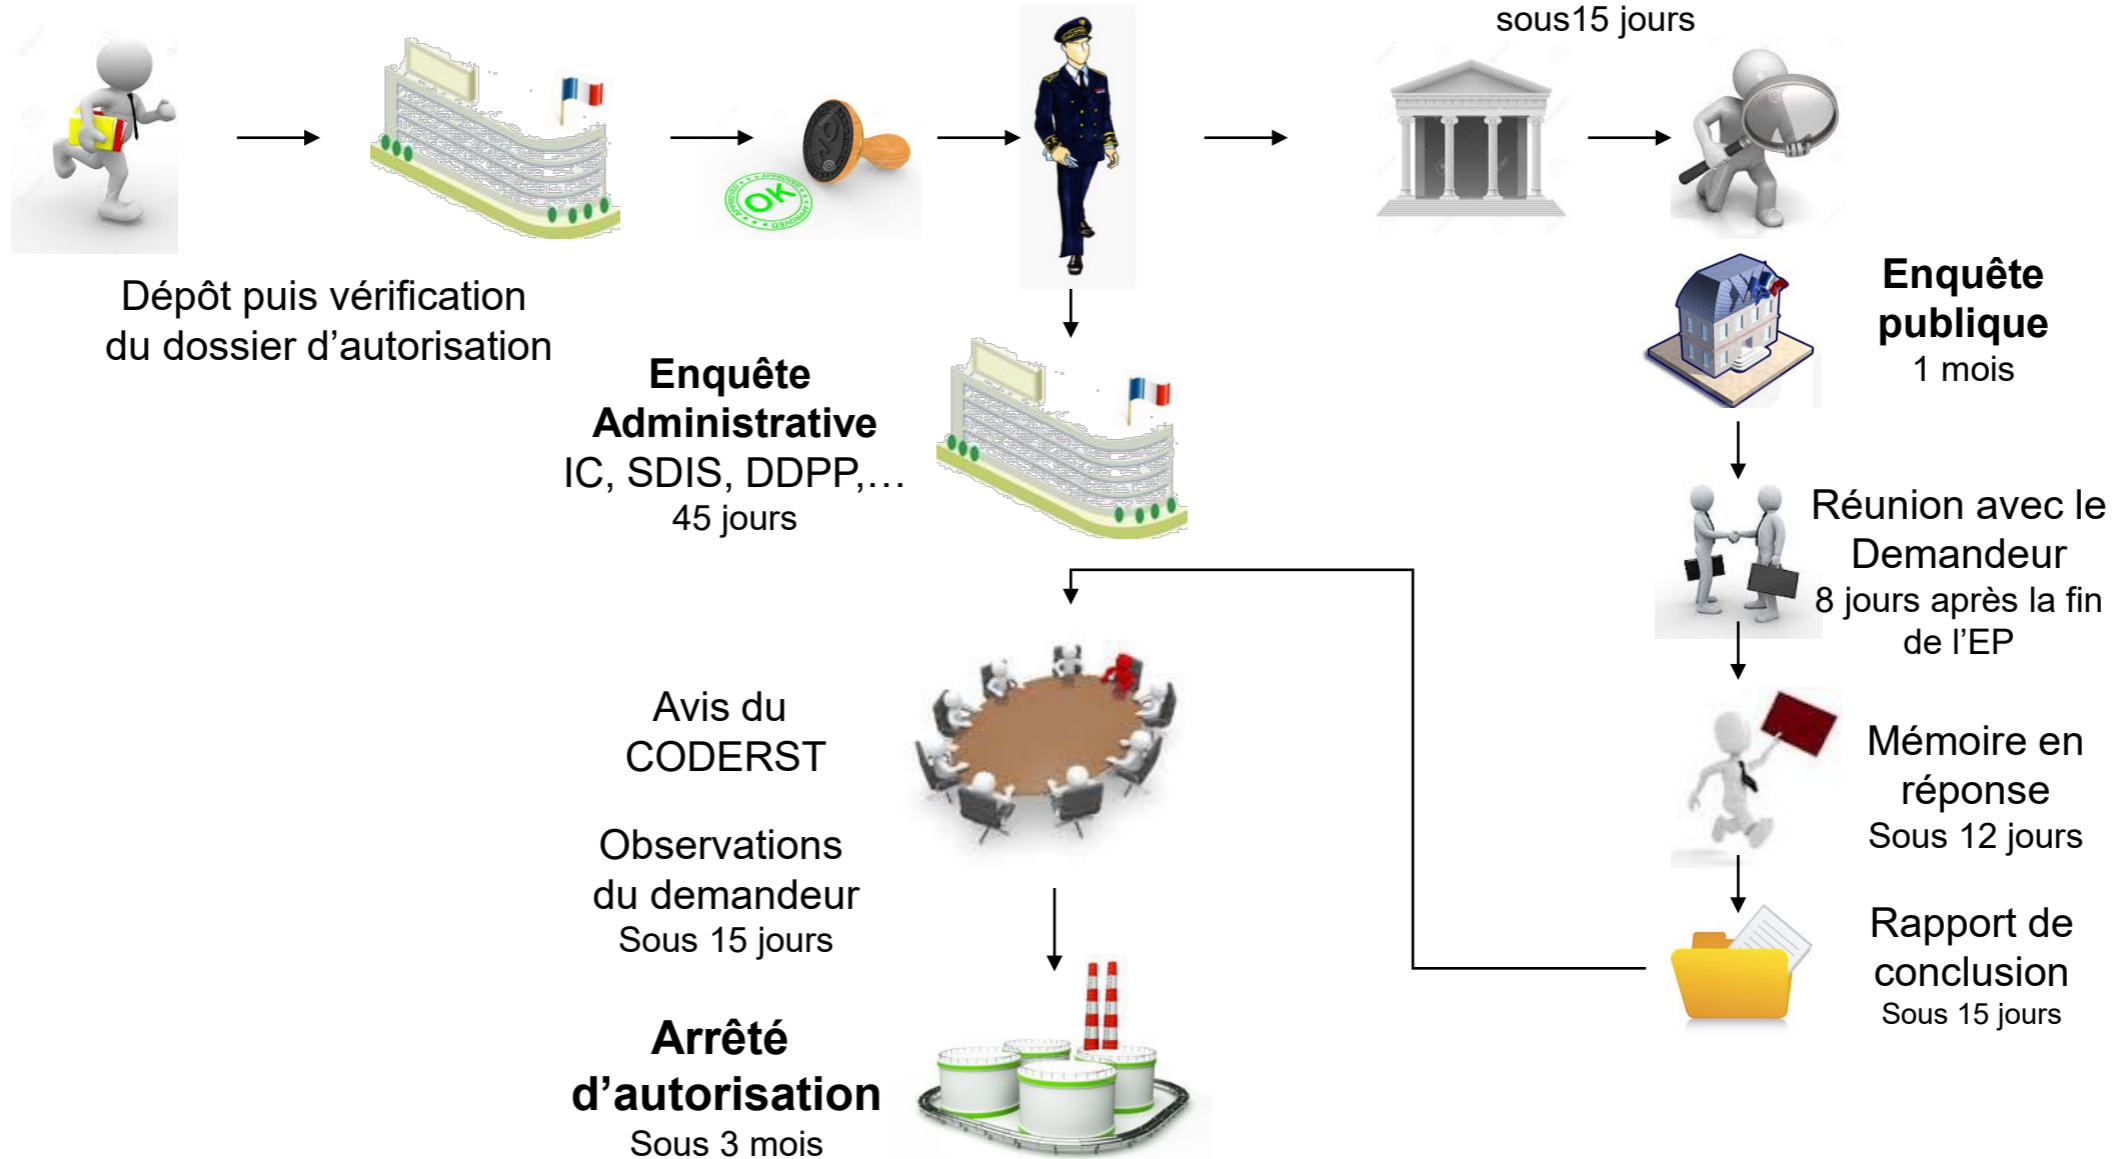 sous15 jours
OK
Dépôt puis vérification
du dossier d’autorisation
Enquête
publique
1 mois
Enquête
Administrative
IC, SDIS, DDPP,…
45 jours
Réunion avec le
Demandeur
8 jours après la fin
de l’EP
Avis du
CODERST
Mémoire en
réponse
Sous 12 jours
Observations
du demandeur
Sous 15 jours
Rapport de
conclusion
Sous 15 jours
Arrêté
d’autorisation
Sous 3 mois